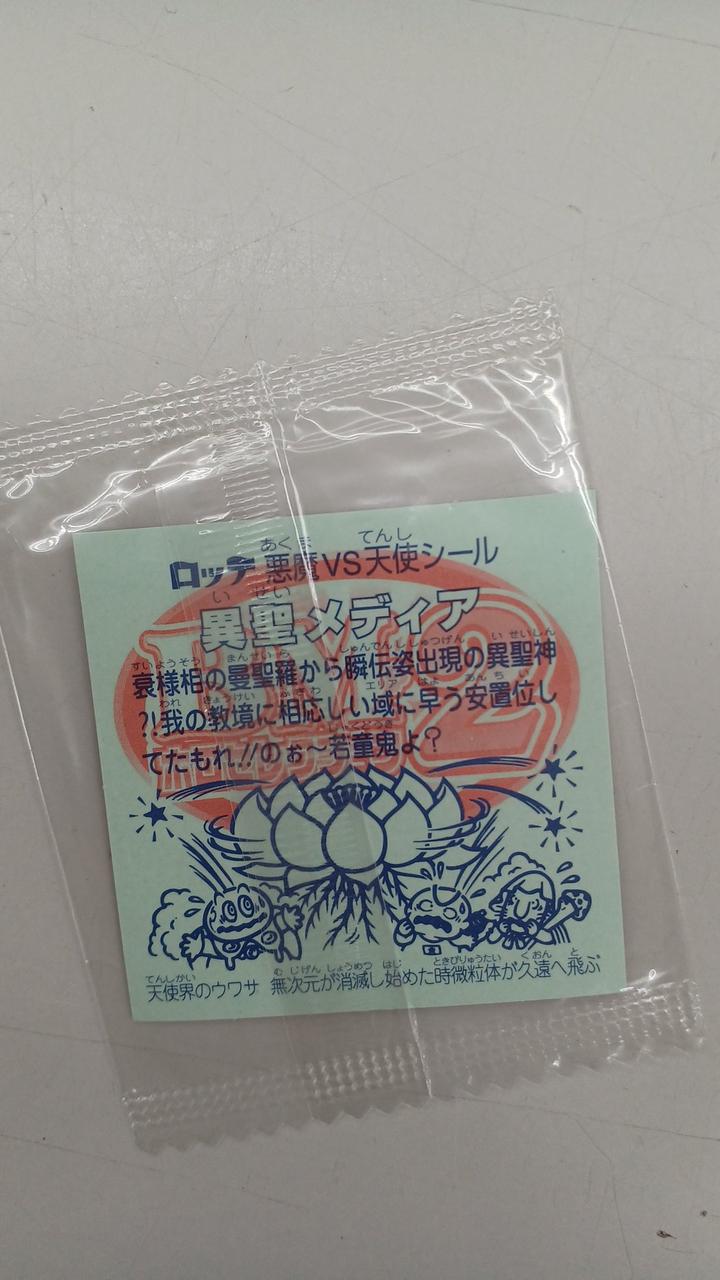 ロッテ 悪魔VS天使シール
異聖メディア
衰様相の曼聖羅から瞬伝姿出現の異聖神
?!我の教境に相応しい域に早う安置位し
てたもれ!!のぉ〜若童鬼よ?
天使界のウワサ 無次元が消滅し始めた時微粒体が久遠へ飛ぶ